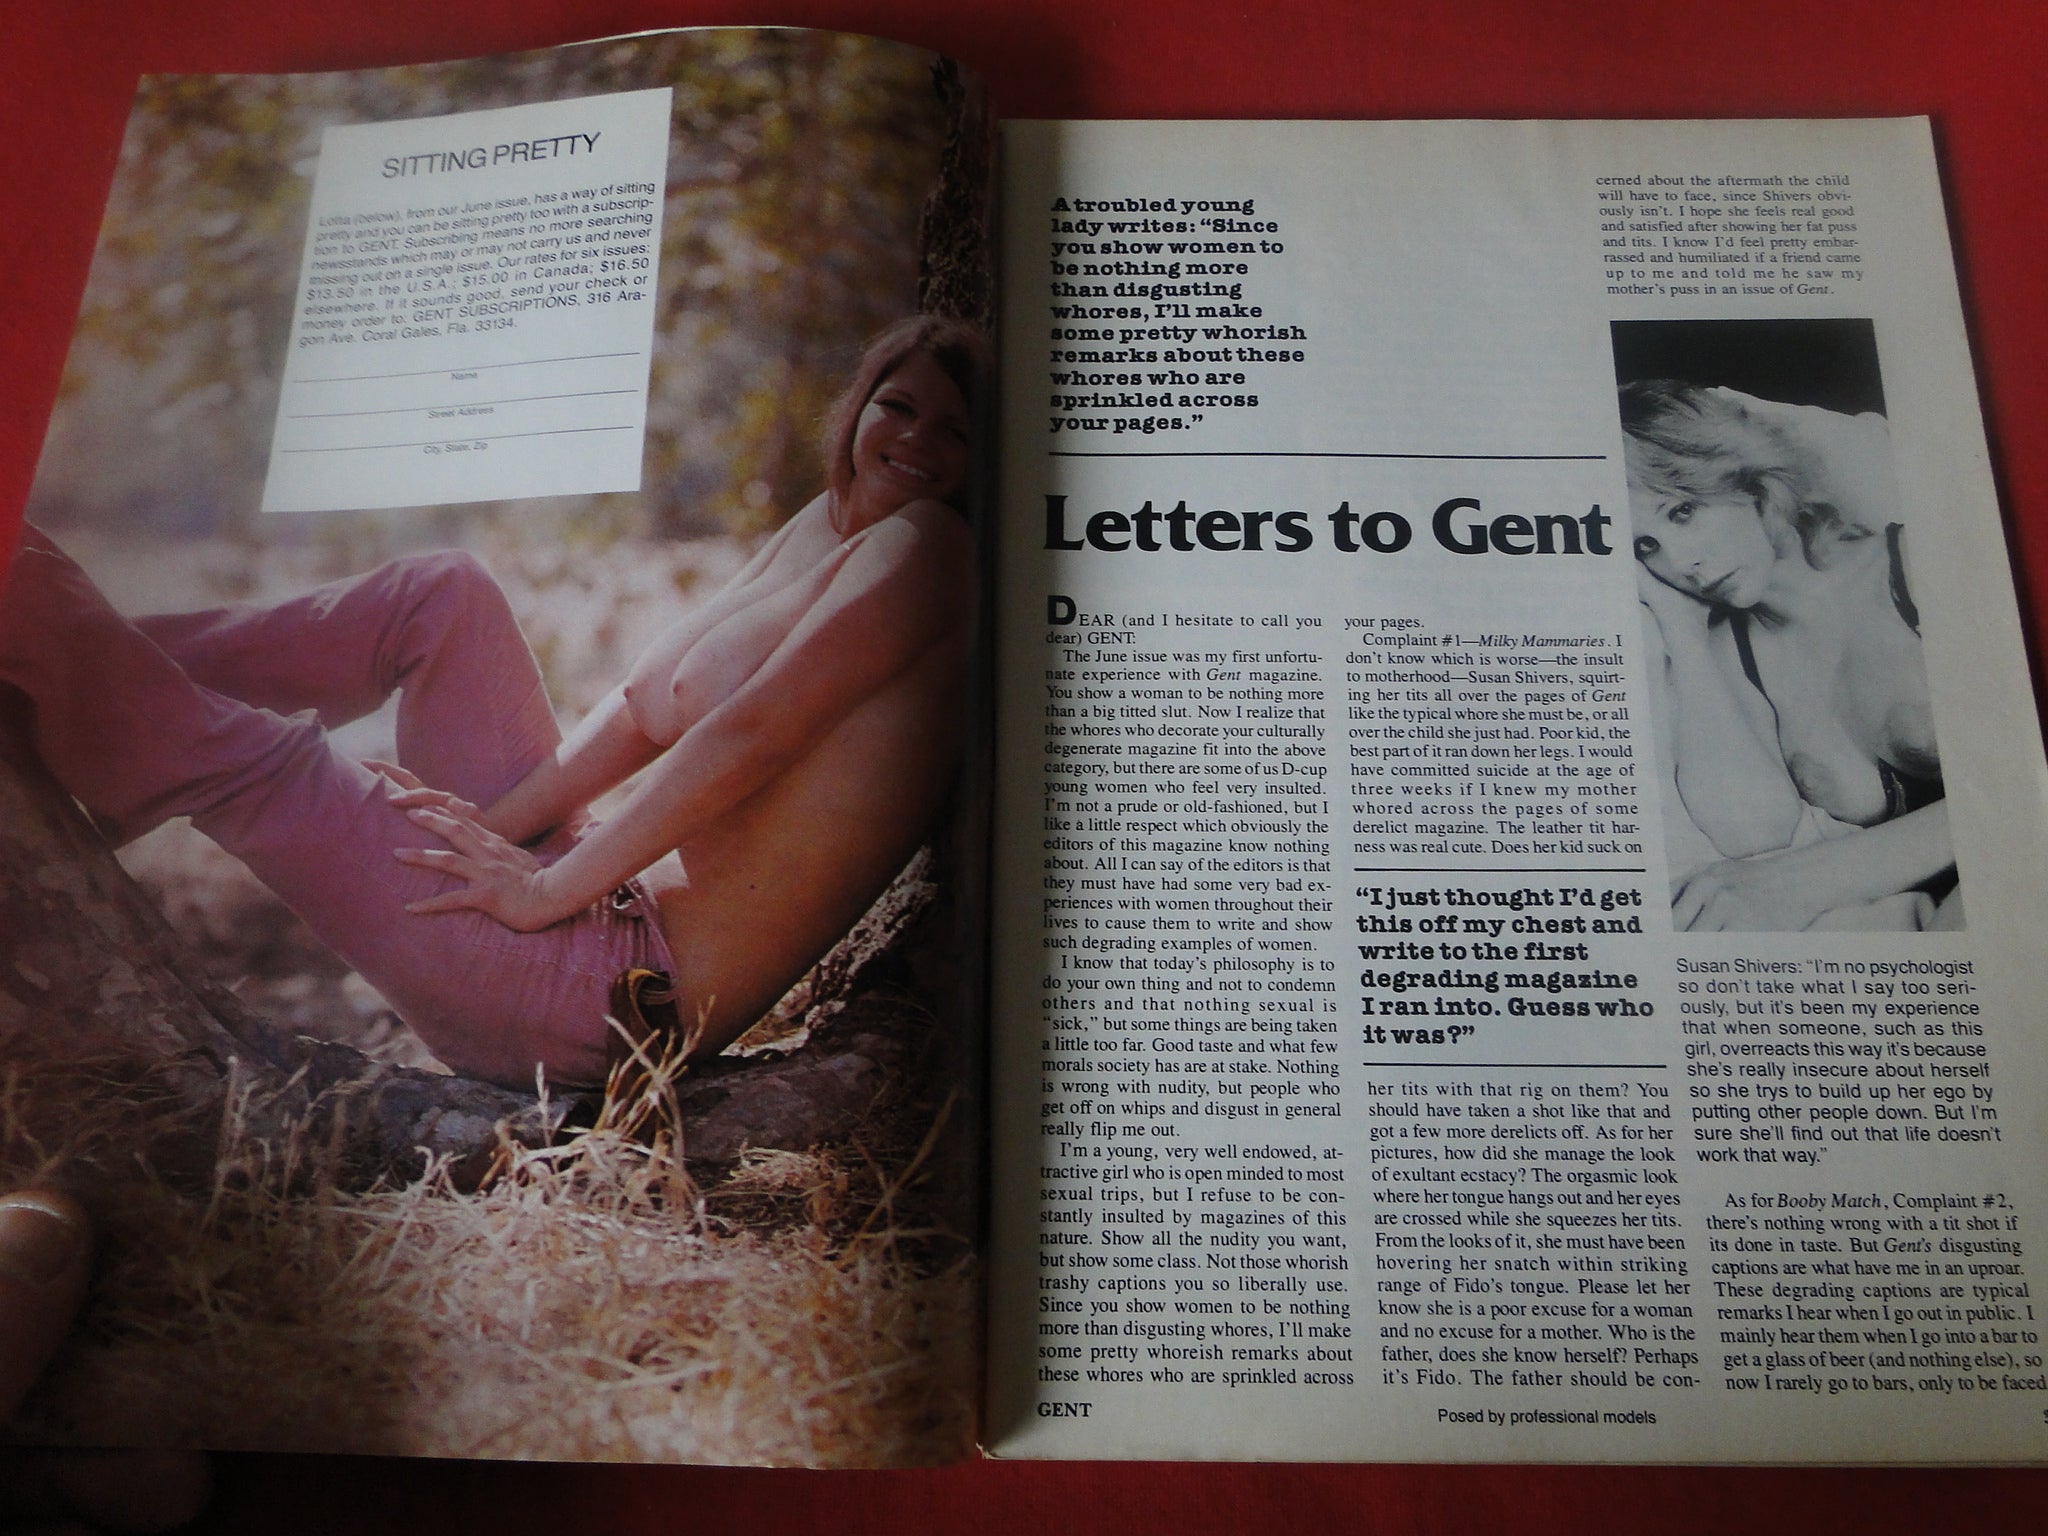 SITTING PRETTY
Lolita (below), from our June issue, has a way of sitting
pretty and you can be sitting pretty too with a subscrip-
tion to GENT. Subscribing means no more searching
newsstands which may or may not carry us and never
missing out on a single issue. Our rates for six issues:
$13.50 in the U.S.A.; $15.00 in Canada; $16.50
elsewhere. If it sounds good, send your check or
money order to: GENT SUBSCRIPTIONS, 316 Ara-
gon Ave. Coral Gales, Fla. 33134.
Name
Street Address
City, State, Zip
A troubled young
lady writes: “Since
you show women to
be nothing more
than disgusting
whores, I’ll make
some pretty whorish
remarks about these
whores who are
sprinkled across
your pages.”
Letters to Gent
DEAR (and I hesitate to call you
dear) GENT:
The June issue was my first unfortu-
nate experience with Gent magazine.
You show a woman to be nothing more
than a big titted slut. Now I realize that
the whores who decorate your culturally
degenerate magazine fit into the above
category, but there are some of us D-cup
young women who feel very insulted.
I’m not a prude or old-fashioned, but I
like a little respect which obviously the
editors of this magazine know nothing
about. All I can say of the editors is that
they must have had some very bad ex-
periences with women throughout their
lives to cause them to write and show
such degrading examples of women.
I know that today’s philosophy is to
do your own thing and not to condemn
others and that nothing sexual is
“sick,” but some things are being taken
a little too far. Good taste and what few
morals society has are at stake. Nothing
is wrong with nudity, but people who
get off on whips and disgust in general
really flip me out.
I’m a young, very well endowed, at-
tractive girl who is open minded to most
sexual trips, but I refuse to be con-
stantly insulted by magazines of this
nature. Show all the nudity you want,
but show some class. Not those whorish
trashy captions you so liberally use.
Since you show women to be nothing
more than disgusting whores, I’ll make
some pretty whoreish remarks about
these whores who are sprinkled across
your pages.
Complaint #1—Milky Mammaries. I
don’t know which is worse—the insult
to motherhood—Susan Shivers, squirt-
ing her tits all over the pages of Gent
like the typical whore she must be, or all
over the child she just had. Poor kid, the
best part of it ran down her legs. I would
have committed suicide at the age of
three weeks if I knew my mother
whored across the pages of some
derelict magazine. The leather tit har-
ness was real cute. Does her kid suck on
“I just thought I’d get
this off my chest and
write to the first
degrading magazine
I ran into. Guess who
it was?”
her tits with that rig on them? You
should have taken a shot like that and
got a few more derelicts off. As for her
pictures, how did she manage the look
of exultant ecstacy? The orgasmic look
where her tongue hangs out and her eyes
are crossed while she squeezes her tits.
From the looks of it, she must have been
hovering her snatch within striking
range of Fido’s tongue. Please let her
know she is a poor excuse for a woman
and no excuse for a mother. Who is the
father, does she know herself? Perhaps
it’s Fido. The father should be con-
cerned about the aftermath the child
will have to face, since Shivers obvi-
ously isn’t. I hope she feels real good
and satisfied after showing her fat puss
and tits. I know I’d feel pretty embar-
rassed and humiliated if a friend came
up to me and told me he saw my
mother’s puss in an issue of Gent.
Susan Shivers: “I’m no psychologist
so don’t take what I say too seri-
ously, but it’s been my experience
that when someone, such as this
girl, overreacts this way it’s because
she’s really insecure about herself
so she trys to build up her ego by
putting other people down. But I’m
sure she’ll find out that life doesn’t
work that way.”
As for Booby Match, Complaint #2,
there’s nothing wrong with a tit shot if
its done in taste. But Gent’s disgusting
captions are what have me in an uproar.
These degrading captions are typical
remarks I hear when I go out in public. I
mainly hear them when I go into a bar to
get a glass of beer (and nothing else), so
now I rarely go to bars, only to be faced
GENT
Posed by professional models